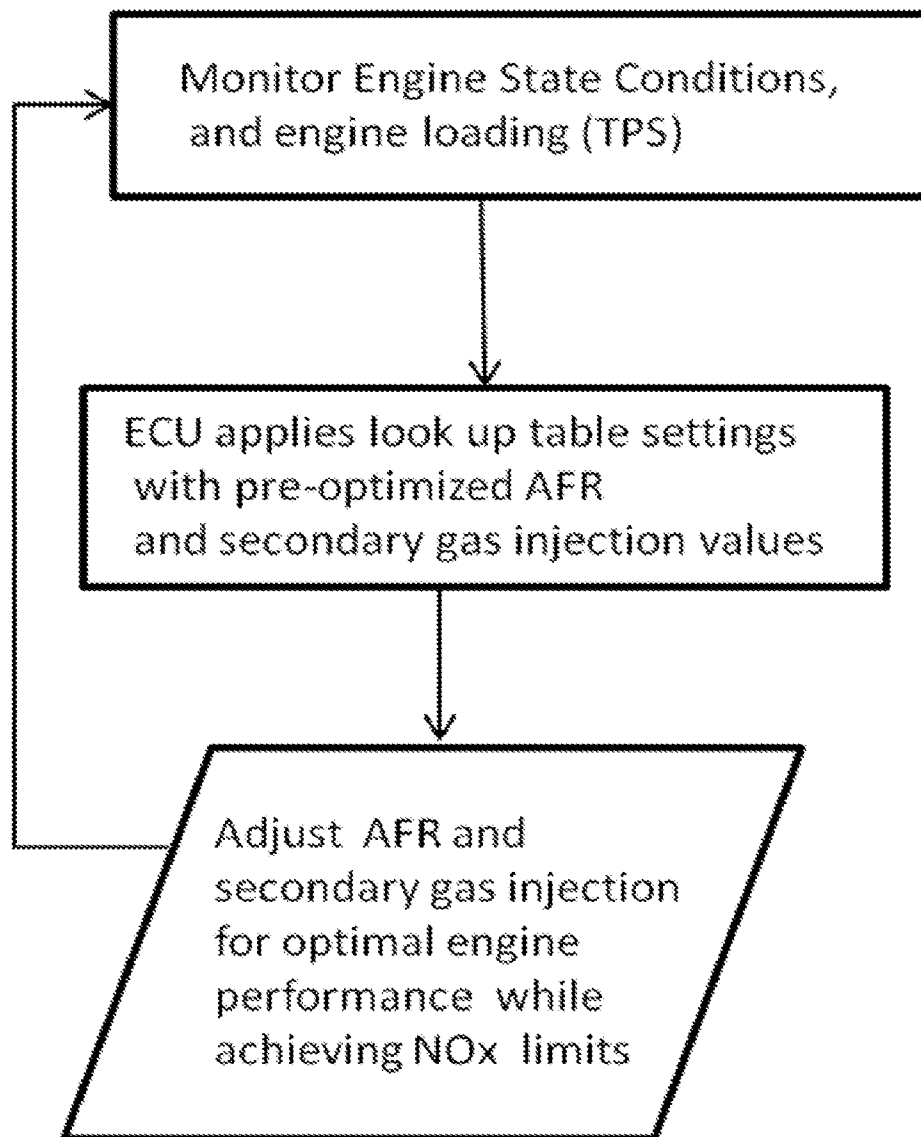 Monitor Engine State Conditions,
and engine loading (TPS)
ECU applies look up table settings
with pre-optimized AFR
and secondary gas injection values
Adjust AFR and
secondary gas injection
for optimal engine
performance while
achieving NOx limits